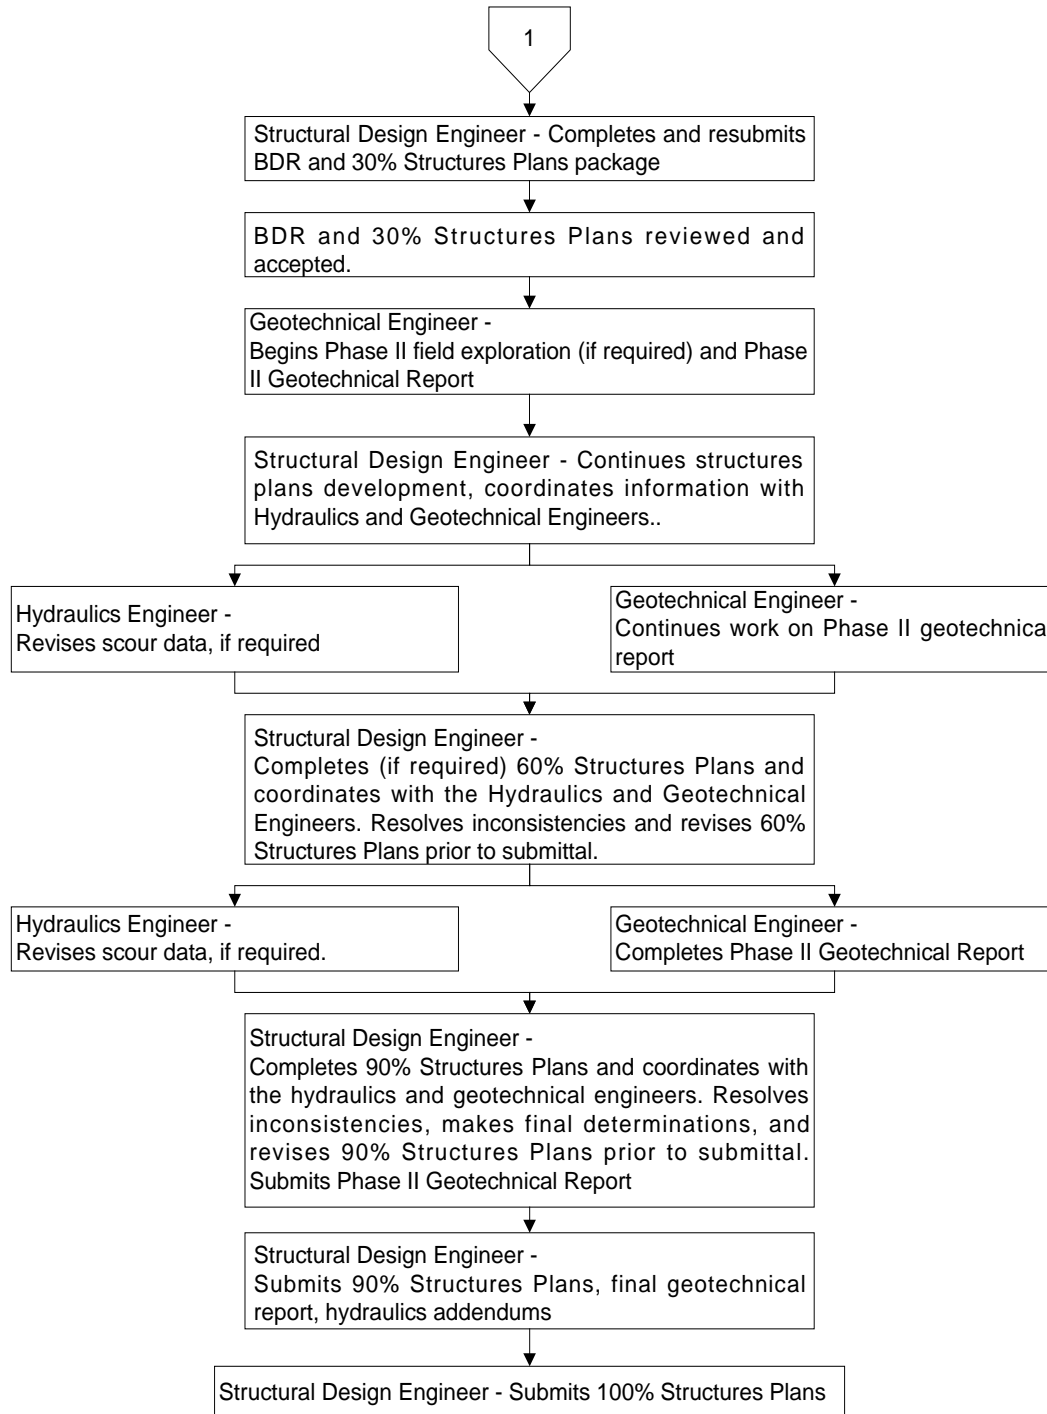 1
Structural Design Engineer - Completes and resubmits
BDR and 30% Structures Plans package
BDR and 30% Structures Plans reviewed and
accepted.
Geotechnical Engineer -
Begins Phase II field exploration (if required) and Phase
II Geotechnical Report
Structural Design Engineer - Continues structures
plans development, coordinates information with
Hydraulics and Geotechnical Engineers..
Hydraulics Engineer -
Revises scour data, if required
Geotechnical Engineer -
Continues work on Phase II geotechnica
report
Structural Design Engineer -
Completes (if required) 60% Structures Plans and
coordinates with the Hydraulics and Geotechnical
Engineers. Resolves inconsistencies and revises 60%
Structures Plans prior to submittal.
Hydraulics Engineer -
Revises scour data, if required.
Geotechnical Engineer -
Completes Phase II Geotechnical Report
Structural Design Engineer -
Completes 90% Structures Plans and coordinates with
the hydraulics and geotechnical engineers. Resolves
inconsistencies, makes final determinations, and
revises 90% Structures Plans prior to submittal.
Submits Phase II Geotechnical Report
Structural Design Engineer -
Submits 90% Structures Plans, final geotechnical
report, hydraulics addendums
Structural Design Engineer - Submits 100% Structures Plans